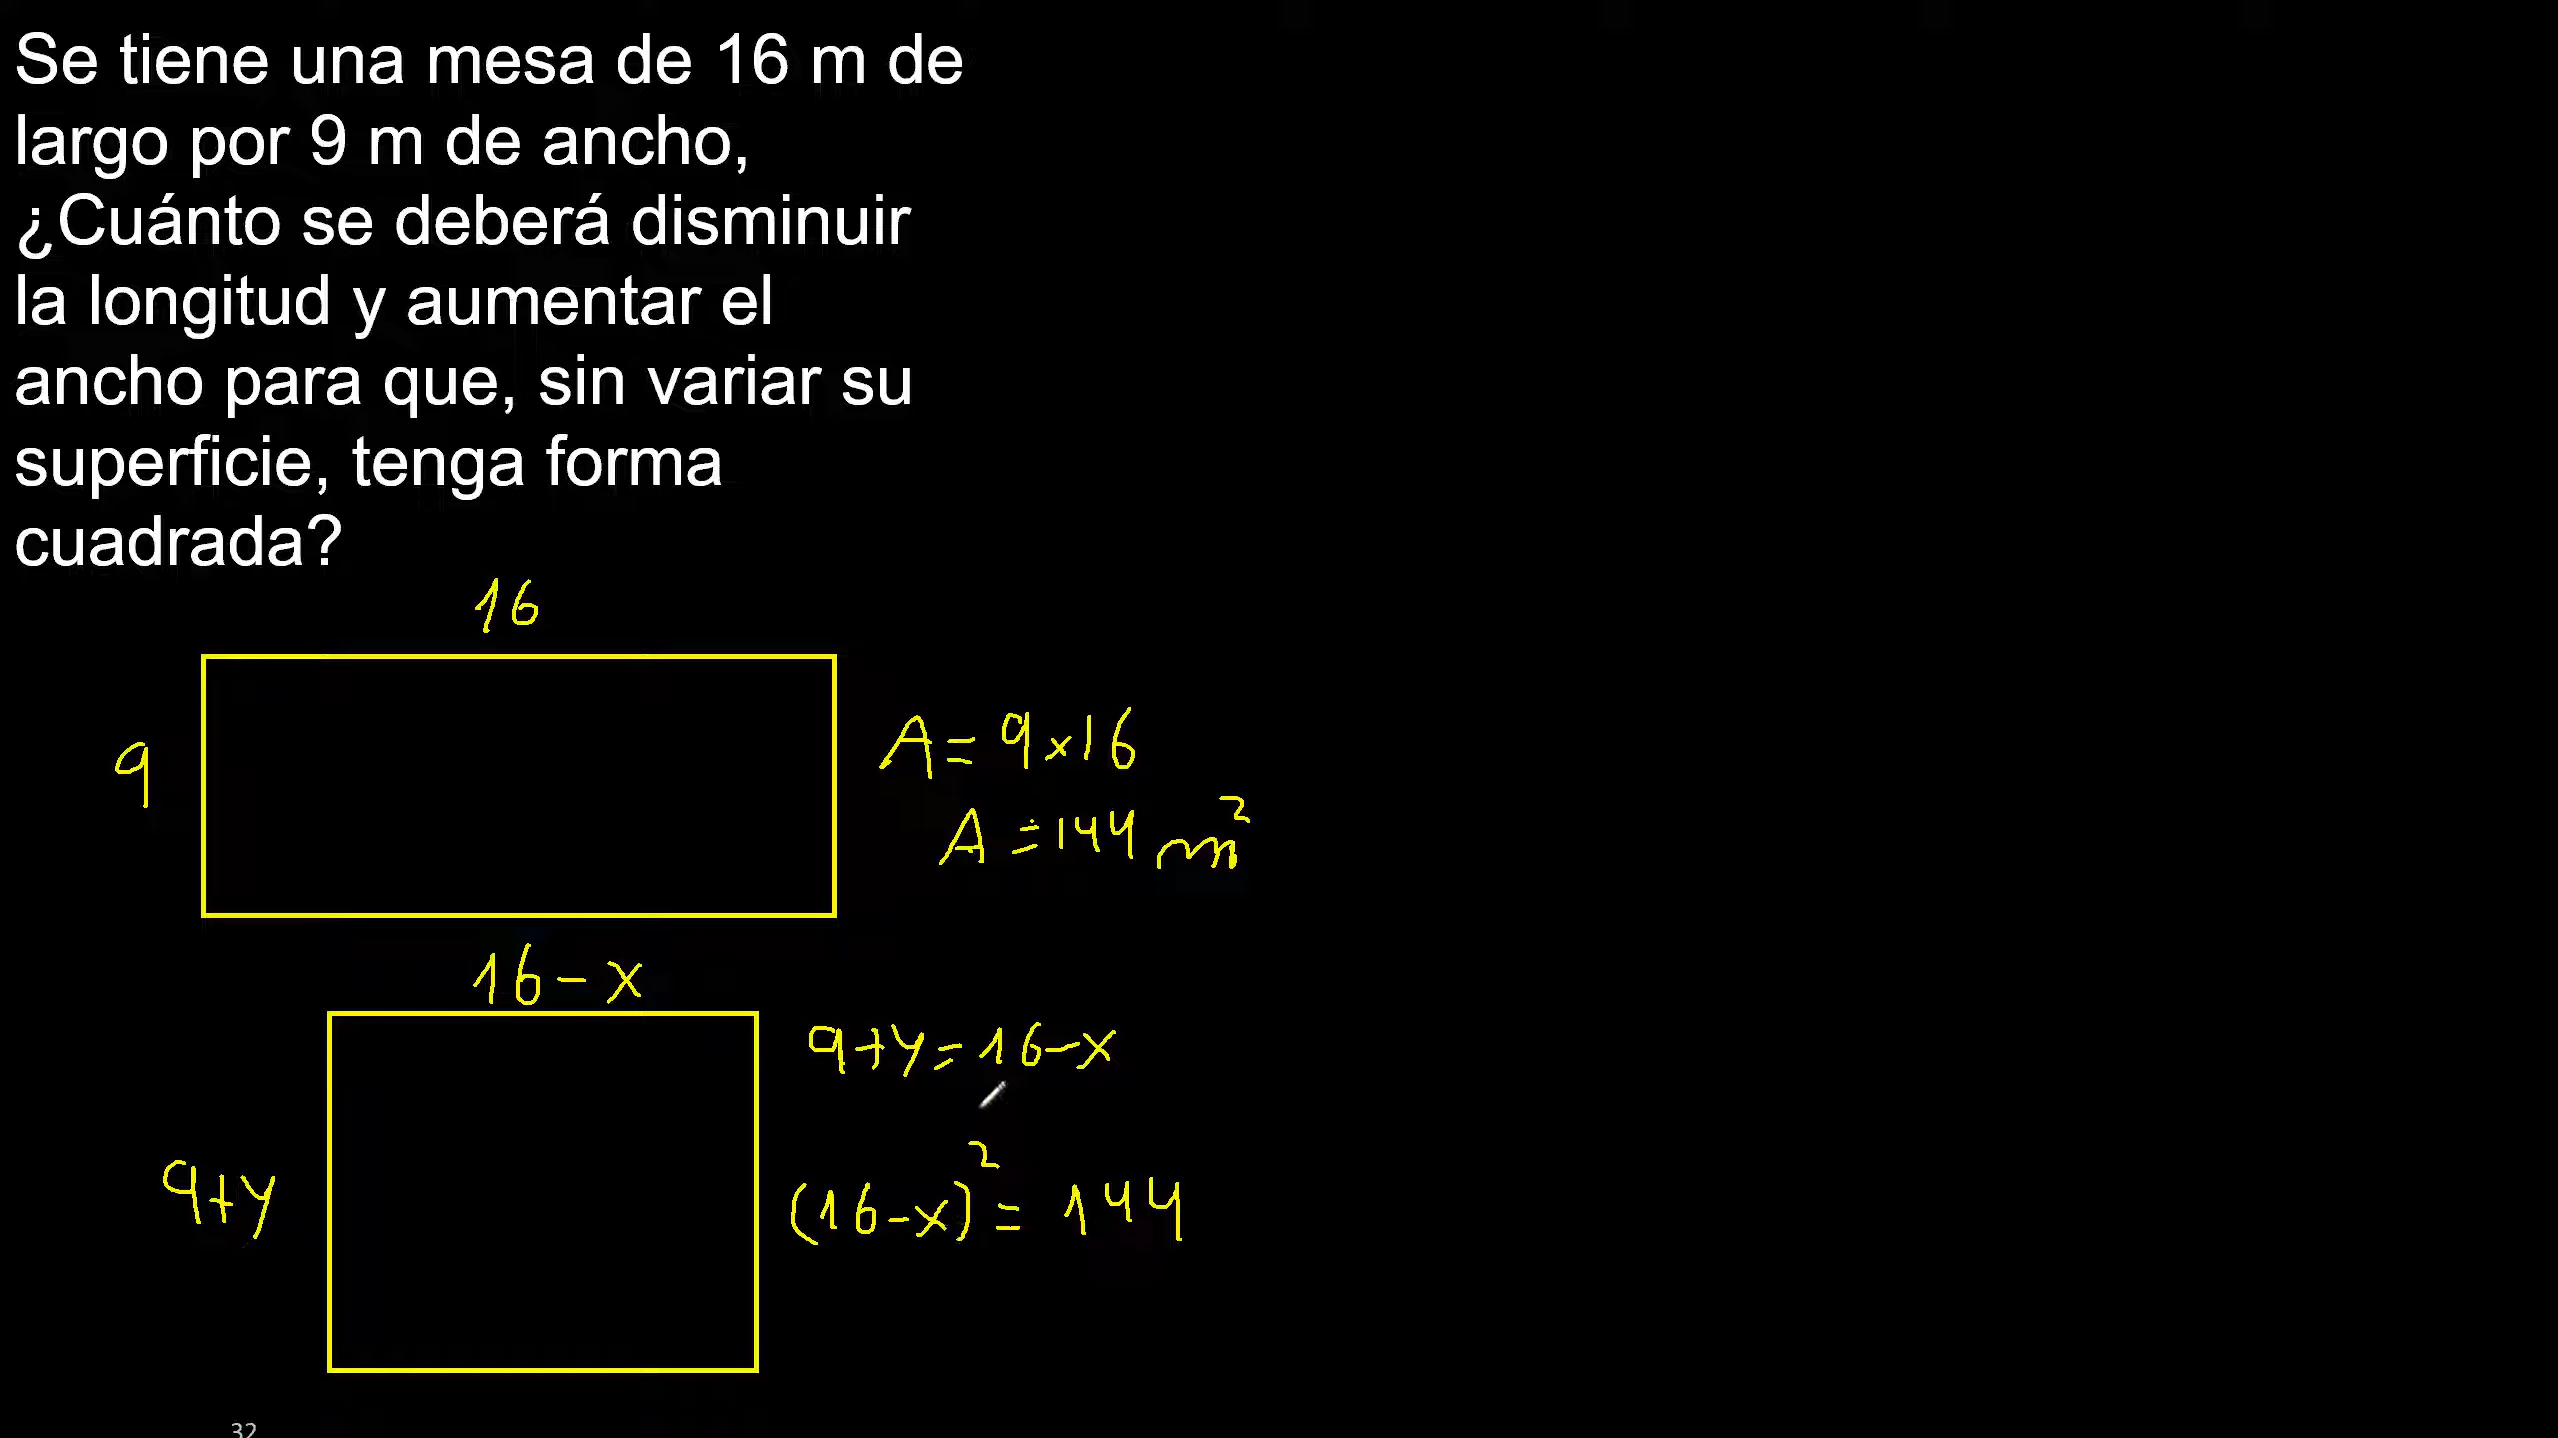 Se tiene una mesa de 16 m de
largo por 9 m de ancho,
¿Cuánto se deberá disminuir
la longitud y aumentar el
ancho para que, sin variar su
superficie, tenga forma
cuadrada?
16
9
A = 9 x 16
A = 144 m²
16 - x
9+y = 16-x
9+y
(16-x)² = 144
32